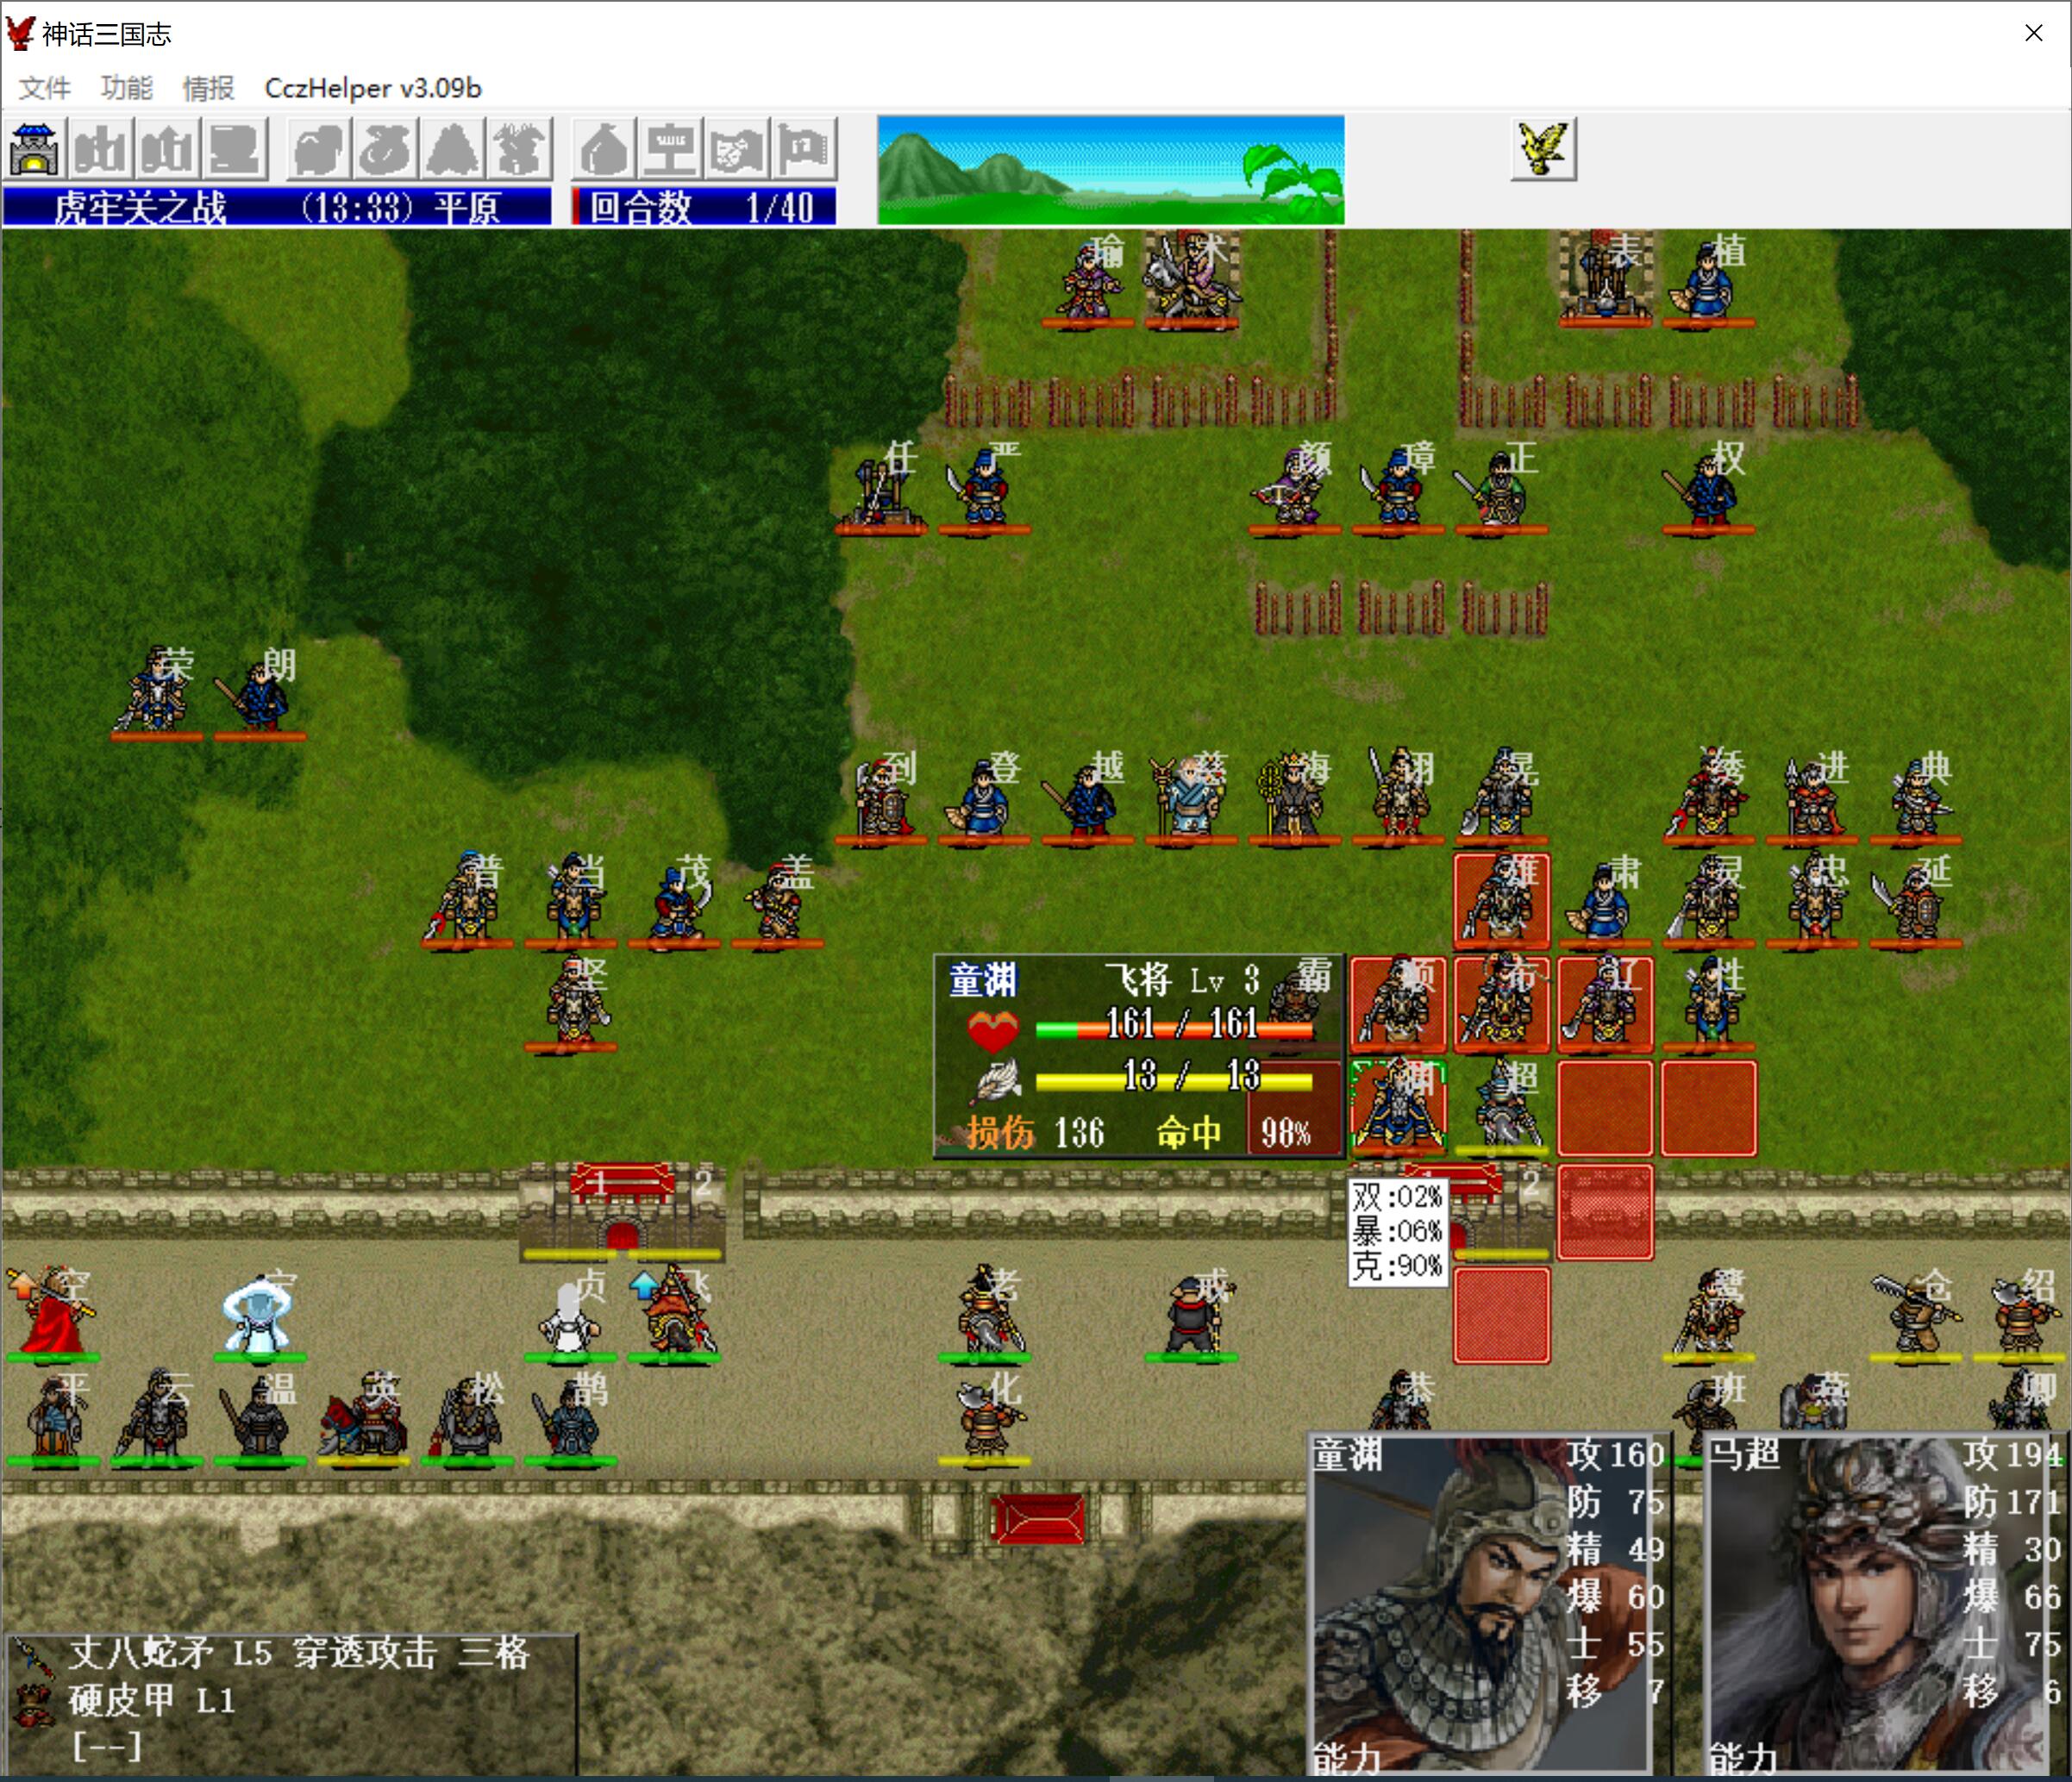 神话三国志
文件 功能 情报 CczHelper v3.09b
虎牢关之战 (13:33) 平原
回合数 1/40
瑜 术 表 植
任 严 颜 璋 正 权
荣 朗
到 登 越 慈 海 诩 晃 绣 进 典
普 当 茂 盖 雄 肃 灵 忠 延
坚 霸 顺 布 辽 性
童渊 飞将 Lv 3
161 / 161
13 / 13
损伤 136 命中 98%
渊 超
1 2 2
双:02%
暴:06%
克:90%
空 宁 贞 飞 老 戒 鹭 仓 绍
平 云 温 英 松 鹊 化 恭 班 燕 卿
童渊 攻 160
防 75
精 49
爆 60
士 55
移 7
能力
马超 攻 194
防 171
精 30
爆 66
士 75
移 6
能力
丈八蛇矛 L5 穿透攻击 三格
硬皮甲 L1
[--]